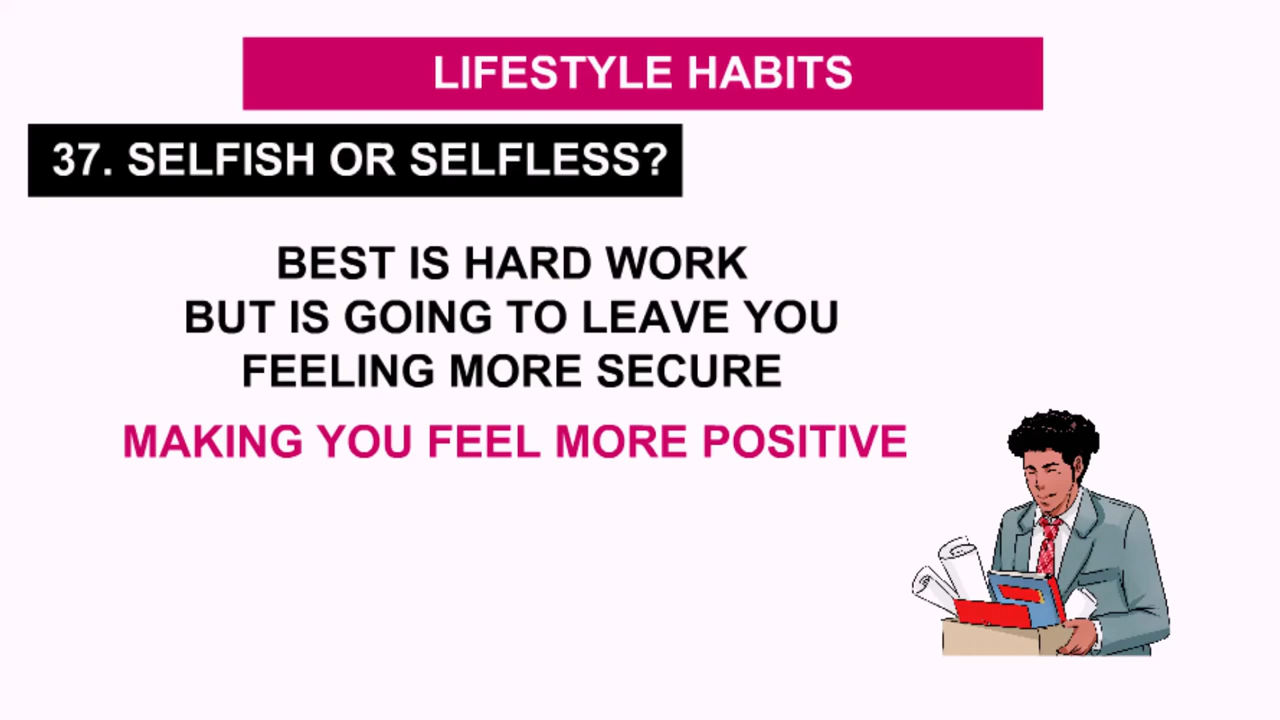 LIFESTYLE HABITS
37. SELFISH OR SELFLESS?
BEST IS HARD WORK
BUT IS GOING TO LEAVE YOU
FEELING MORE SECURE
MAKING YOU FEEL MORE POSITIVE